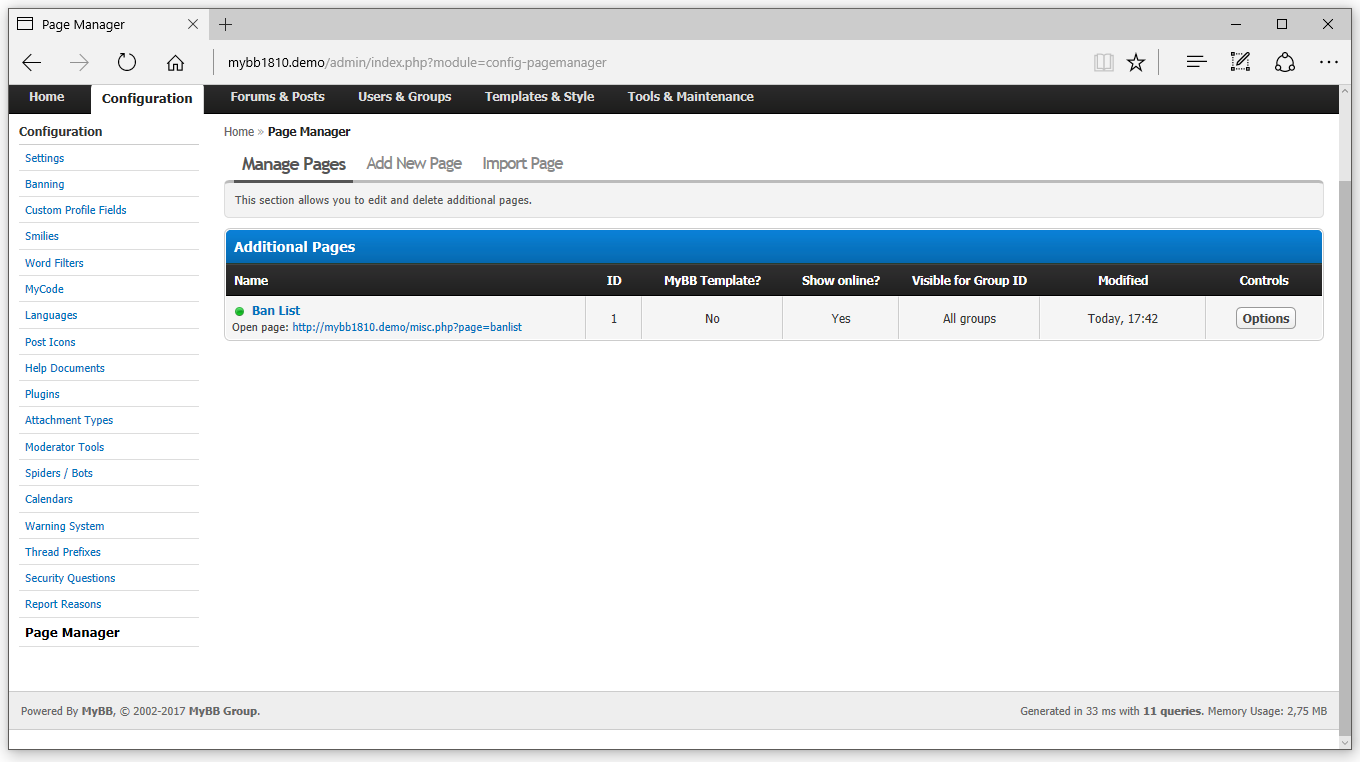 Page Manager
mybb1810.demo/admin/index.php?module=config-pagemanager
Home Configuration Forums & Posts Users & Groups Templates & Style Tools & Maintenance
Configuration
Settings
Banning
Custom Profile Fields
Smilies
Word Filters
MyCode
Languages
Post Icons
Help Documents
Plugins
Attachment Types
Moderator Tools
Spiders / Bots
Calendars
Warning System
Thread Prefixes
Security Questions
Report Reasons
Page Manager
Home » Page Manager
Manage Pages Add New Page Import Page
This section allows you to edit and delete additional pages.
Additional Pages
Name ID MyBB Template? Show online? Visible for Group ID Modified Controls
Ban List
Open page: http://mybb1810.demo/misc.php?page=banlist
1 No Yes All groups Today, 17:42 Options
Powered By MyBB, © 2002-2017 MyBB Group.
Generated in 33 ms with 11 queries. Memory Usage: 2,75 MB